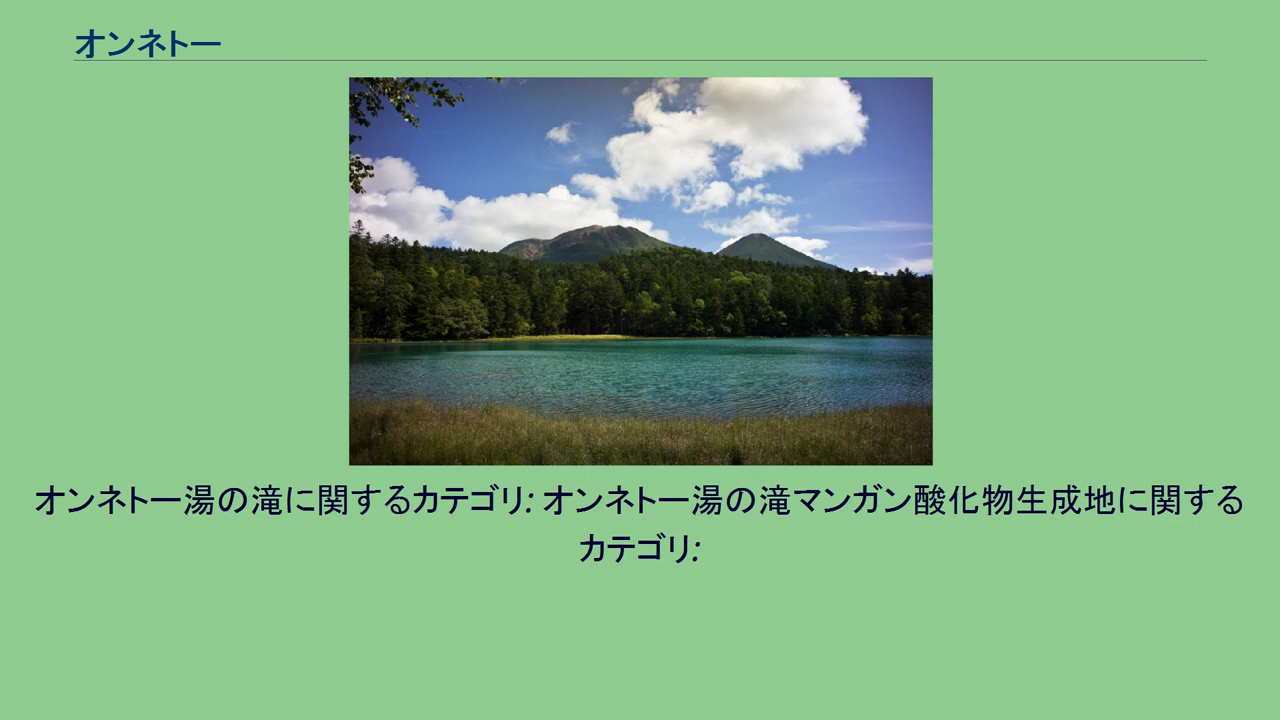 オンネトー
オンネトー湯の滝に関するカテゴリ: オンネトー湯の滝マンガン酸化物生成地に関する
カテゴリ: